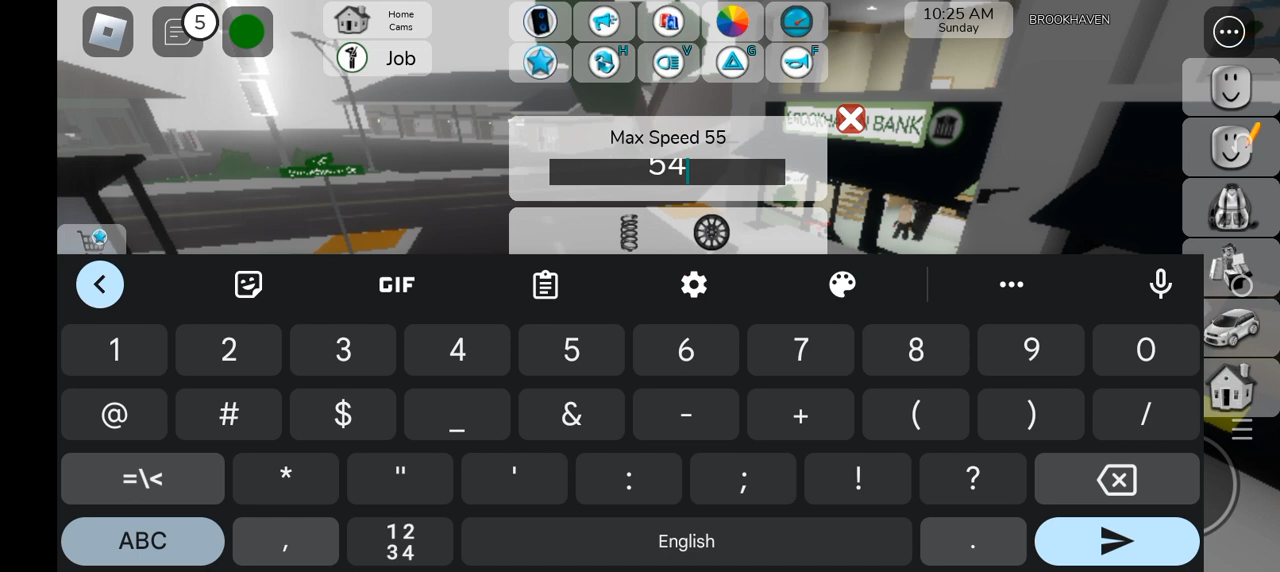 5
Home
Cams
Job
H
V
G
F
10:25 AM
Sunday
BROOKHAVEN
BANK
Max Speed 55
54
GIF
1 2 3 4 5 6 7 8 9 0
@ # $ _ & - + ( ) /
=\< * " ' : ; ! ?
ABC , 12 34 English .